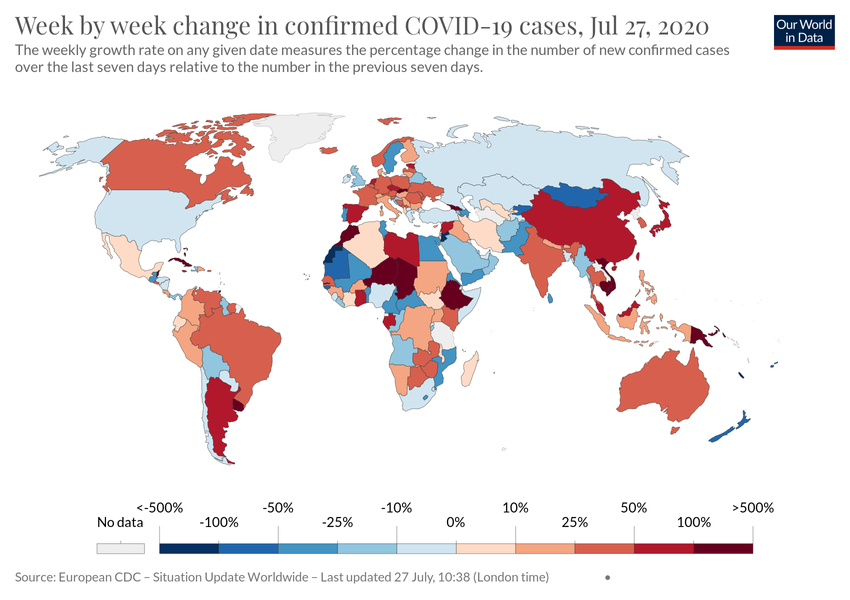 Week by week change in confirmed COVID-19 cases, Jul 27, 2020
Our World
in Data
The weekly growth rate on any given date measures the percentage change in the number of new confirmed cases
over the last seven days relative to the number in the previous seven days.
<-500% -50% -10% 10% 50% >500%
No data -100% -25% 0% 25% 100%
Source: European CDC – Situation Update Worldwide – Last updated 27 July, 10:38 (London time) •